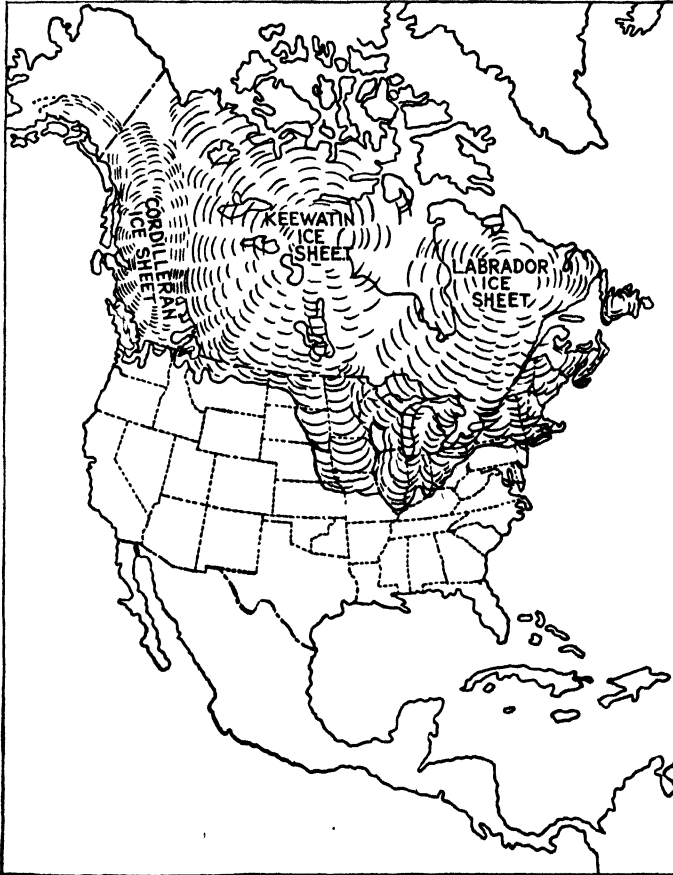 CORDILLERAN
ICE SHEET
KEEWATIN
ICE
SHEET
LABRADOR
ICE
SHEET